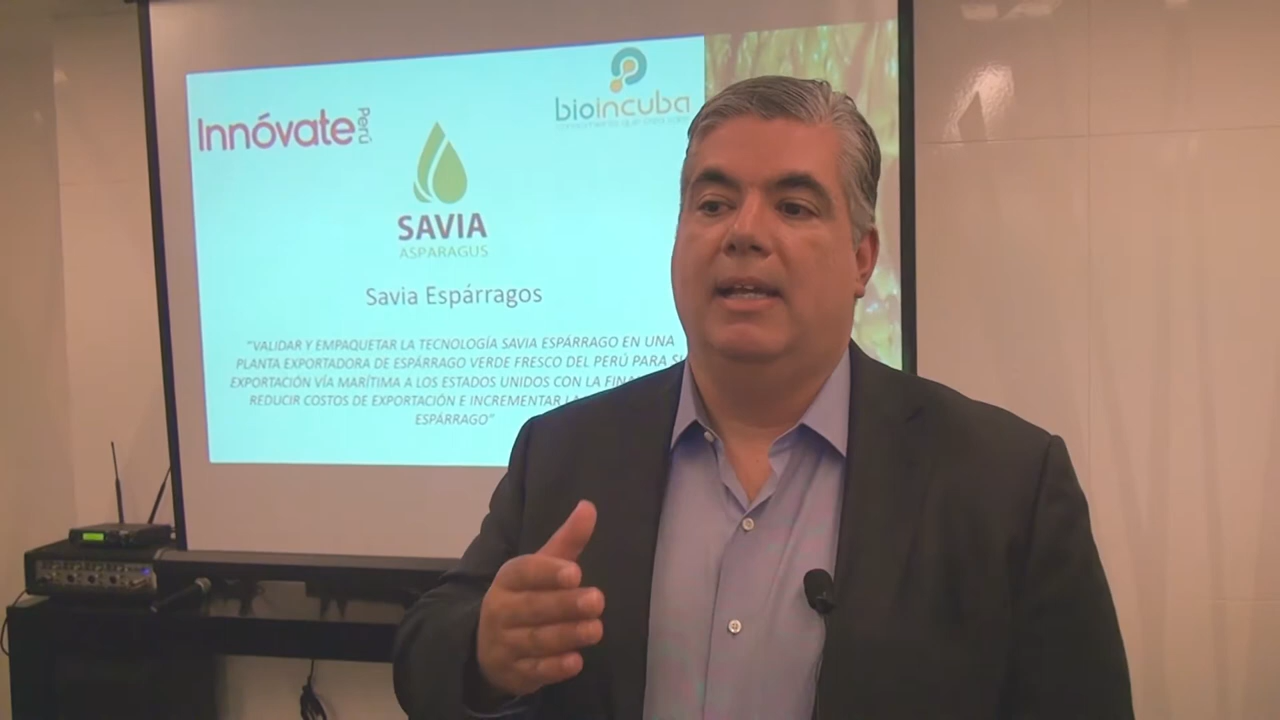 Innóvate
Perú
bioincuba
SAVIA
ASPARAGUS
Savia Espárragos
"VALIDAR Y EMPAQUETAR LA TECNOLOGÍA SAVIA ESPÁRRAGO EN UNA
PLANTA EXPORTADORA DE ESPÁRRAGO VERDE FRESCO DEL PERÚ PARA SU
EXPORTACIÓN VÍA MARÍTIMA A LOS ESTADOS UNIDOS CON LA
REDUCIR COSTOS DE EXPORTACIÓN E INCREMENTAR
ESPÁRRAGO"